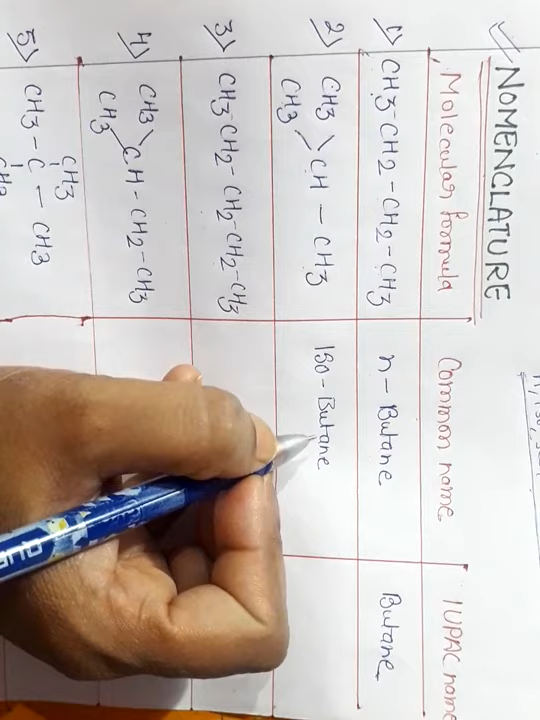 NOMENCLATURE
Molecular formula Common name IUPAC name
1) CH3-CH2-CH2-CH3 n-Butane Butane
2) CH3
CH3 > CH - CH3 Iso-Butane
3) CH3-CH2-CH2-CH2-CH3
4) CH3
CH3 > CH-CH2-CH3
5) CH3
CH3-C-CH3